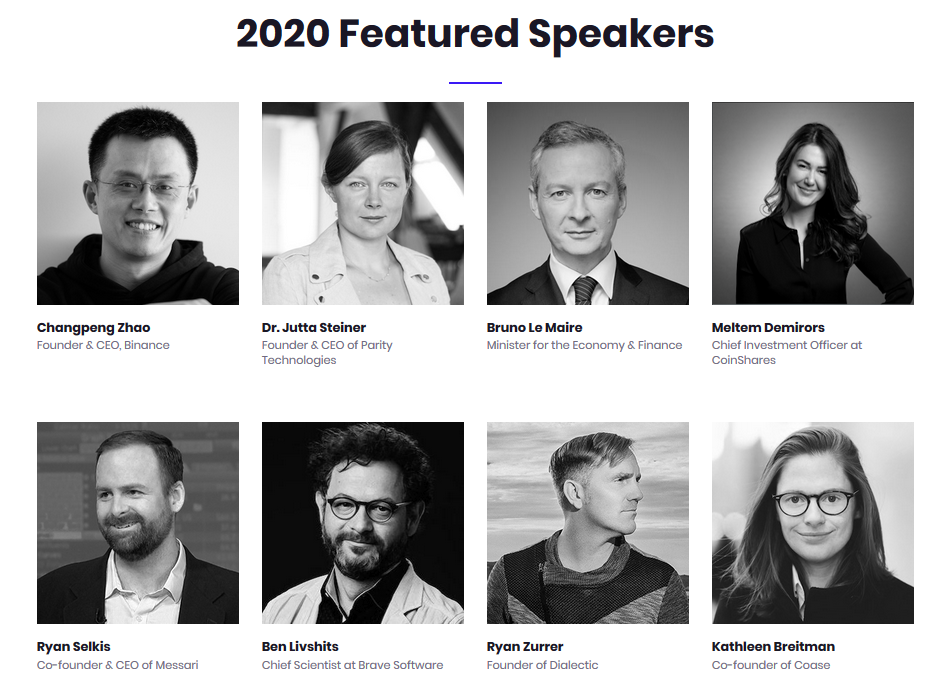 2020 Featured Speakers
Changpeng Zhao
Founder & CEO, Binance
Dr. Jutta Steiner
Founder & CEO of Parity
Technologies
Bruno Le Maire
Minister for the Economy & Finance
Meltem Demirors
Chief Investment Officer at
CoinShares
Ryan Selkis
Co-founder & CEO of Messari
Ben Livshits
Chief Scientist at Brave Software
Ryan Zurrer
Founder of Dialectic
Kathleen Breitman
Co-founder of Coase